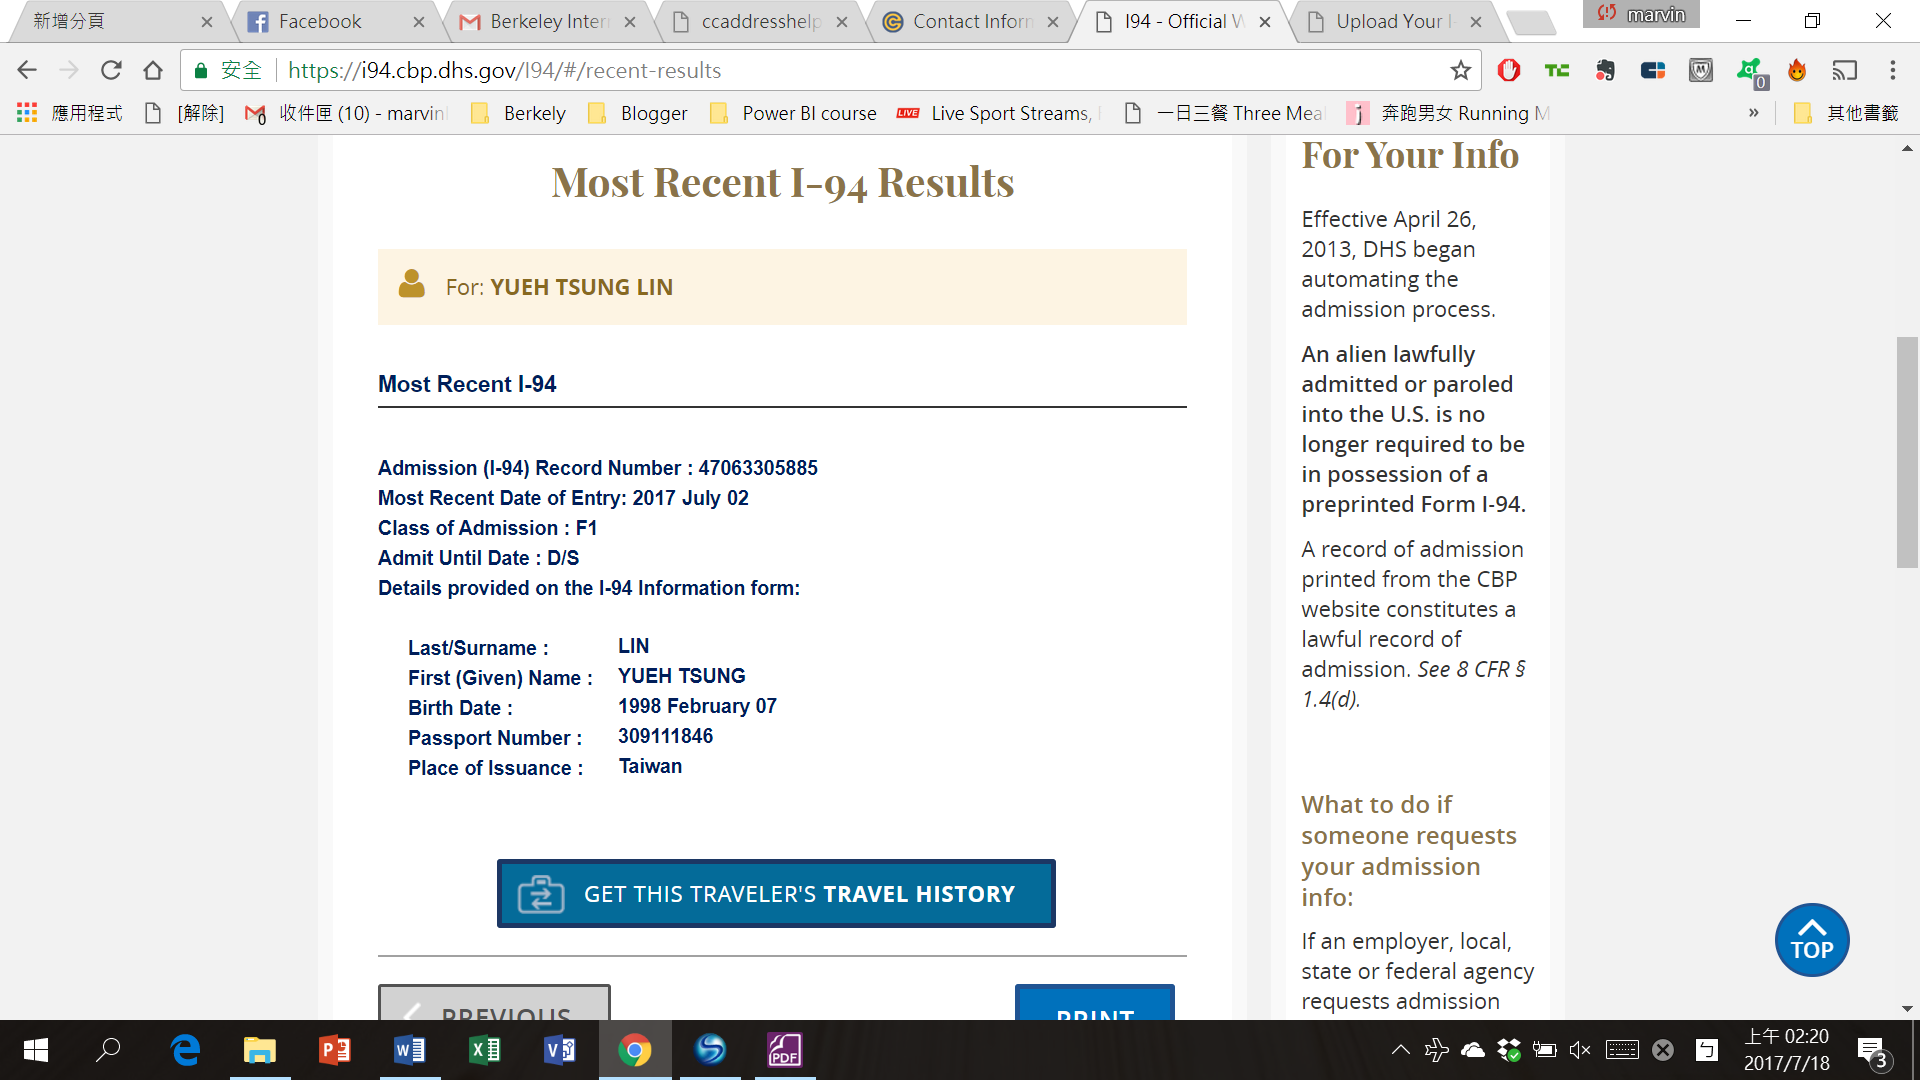 新增分頁
Facebook
Berkeley Inter
ccaddresshelp
Contact Inform
I94 - Official W
Upload Your I-
marvin
安全
https://i94.cbp.dhs.gov/I94/#/recent-results
TC
0
應用程式
[解除]
收件匣 (10) - marvin
Berkely
Blogger
Power BI course
LIVE
Live Sport Streams,
一日三餐 Three Mea
j
奔跑男女 Running M
»
其他書籤
Most Recent I-94 Results
For: YUEH TSUNG LIN
Most Recent I-94
Admission (I-94) Record Number : 47063305885
Most Recent Date of Entry: 2017 July 02
Class of Admission : F1
Admit Until Date : D/S
Details provided on the I-94 Information form:
Last/Surname : LIN
First (Given) Name : YUEH TSUNG
Birth Date : 1998 February 07
Passport Number : 309111846
Place of Issuance : Taiwan
GET THIS TRAVELER'S TRAVEL HISTORY
PREVIOUS
PRINT
For Your Info
Effective April 26,
2013, DHS began
automating the
admission process.
An alien lawfully
admitted or paroled
into the U.S. is no
longer required to be
in possession of a
preprinted Form I-94.
A record of admission
printed from the CBP
website constitutes a
lawful record of
admission. See 8 CFR §
1.4(d).
What to do if
someone requests
your admission
info:
If an employer, local,
state or federal agency
requests admission
TOP
PDF
ㄅ
上午 02:20
2017/7/18
3